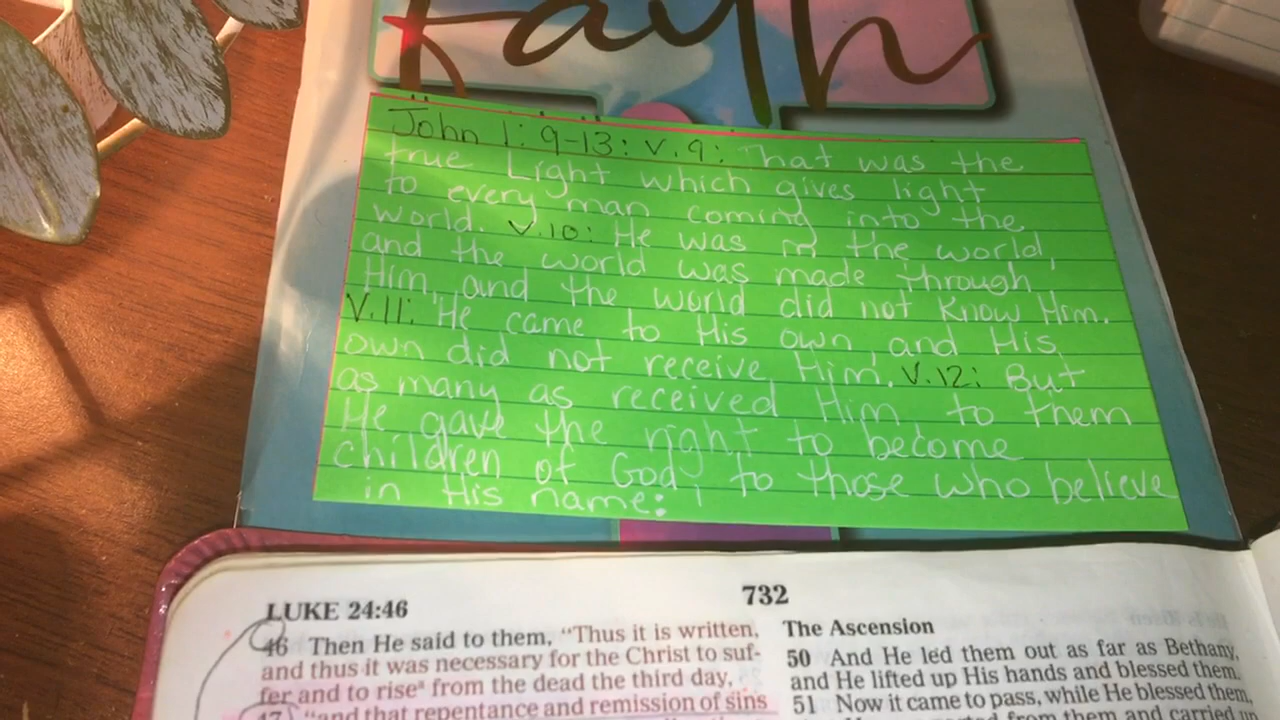 Faith
John 1: 9-13: V.9: That was the
true Light which gives light
to every man coming into the
world. V.10: He was in the world,
and the world was made through
Him, and the world did not know Him.
V.11: He came to His own, and His
own did not receive Him. V.12: But
as many as received Him to them
He gave the right to become
children of God, to those who believe
in His name:
LUKE 24:46
732
46 Then He said to them, “Thus it is written,
and thus it was necessary for the Christ to suf-
fer and to riseª from the dead the third day,
47 “and that repentance and remission of sins
The Ascension
50 And He led them out as far as Bethany,
and He lifted up His hands and blessed them.
51 Now it came to pass, while He blessed them,
from them and carried up